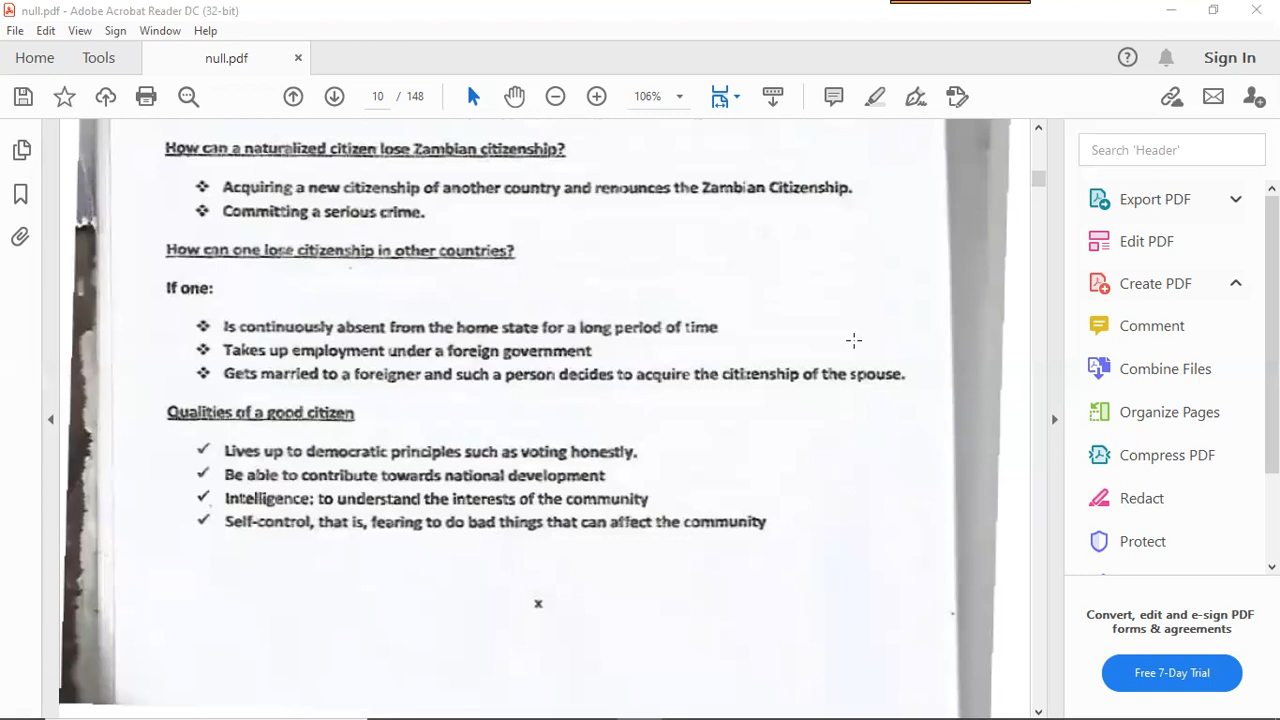 null.pdf - Adobe Acrobat Reader DC (32-bit)
File Edit View Sign Window Help
Home Tools null.pdf × Sign In
10 / 148 106%
Search 'Header'
Export PDF
Edit PDF
Create PDF
Comment
Combine Files
Organize Pages
Compress PDF
Redact
Protect
Convert, edit and e-sign PDF
forms & agreements
Free 7-Day Trial
How can a naturalized citizen lose Zambian citizenship?
❖ Acquiring a new citizenship of another country and renounces the Zambian Citizenship.
❖ Committing a serious crime.
How can one lose citizenship in other countries?
If one:
❖ Is continuously absent from the home state for a long period of time
❖ Takes up employment under a foreign government
❖ Gets married to a foreigner and such a person decides to acquire the citizenship of the spouse.
Qualities of a good citizen
✓ Lives up to democratic principles such as voting honestly.
✓ Be able to contribute towards national development
✓ Intelligence; to understand the interests of the community
✓ Self-control, that is, fearing to do bad things that can affect the community
x